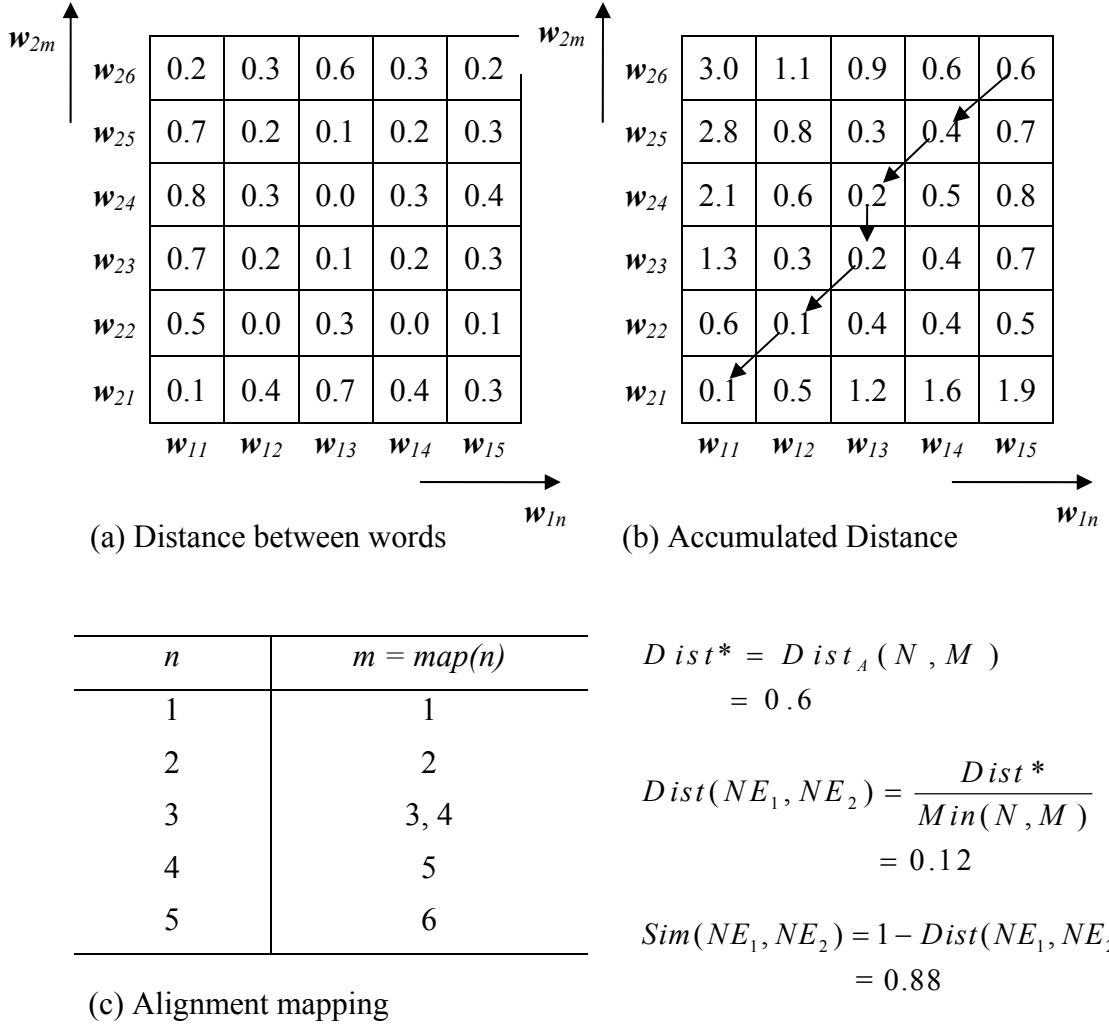 w2m
w26 0.2 0.3 0.6 0.3 0.2
w25 0.7 0.2 0.1 0.2 0.3
w24 0.8 0.3 0.0 0.3 0.4
w23 0.7 0.2 0.1 0.2 0.3
w22 0.5 0.0 0.3 0.0 0.1
w21 0.1 0.4 0.7 0.4 0.3
w11 w12 w13 w14 w15
w1n
(a) Distance between words
w2m
w26 3.0 1.1 0.9 0.6 0.6
w25 2.8 0.8 0.3 0.4 0.7
w24 2.1 0.6 0.2 0.5 0.8
w23 1.3 0.3 0.2 0.4 0.7
w22 0.6 0.1 0.4 0.4 0.5
w21 0.1 0.5 1.2 1.6 1.9
w11 w12 w13 w14 w15
w1n
(b) Accumulated Distance
n m = map(n)
1 1
2 2
3 3, 4
4 5
5 6
(c) Alignment mapping
Dist* = DistA(N, M)
= 0.6
Dist(NE1, NE2) = Dist* / Min(N, M)
= 0.12
Sim(NE1, NE2) = 1 − Dist(NE1, NE2
= 0.88